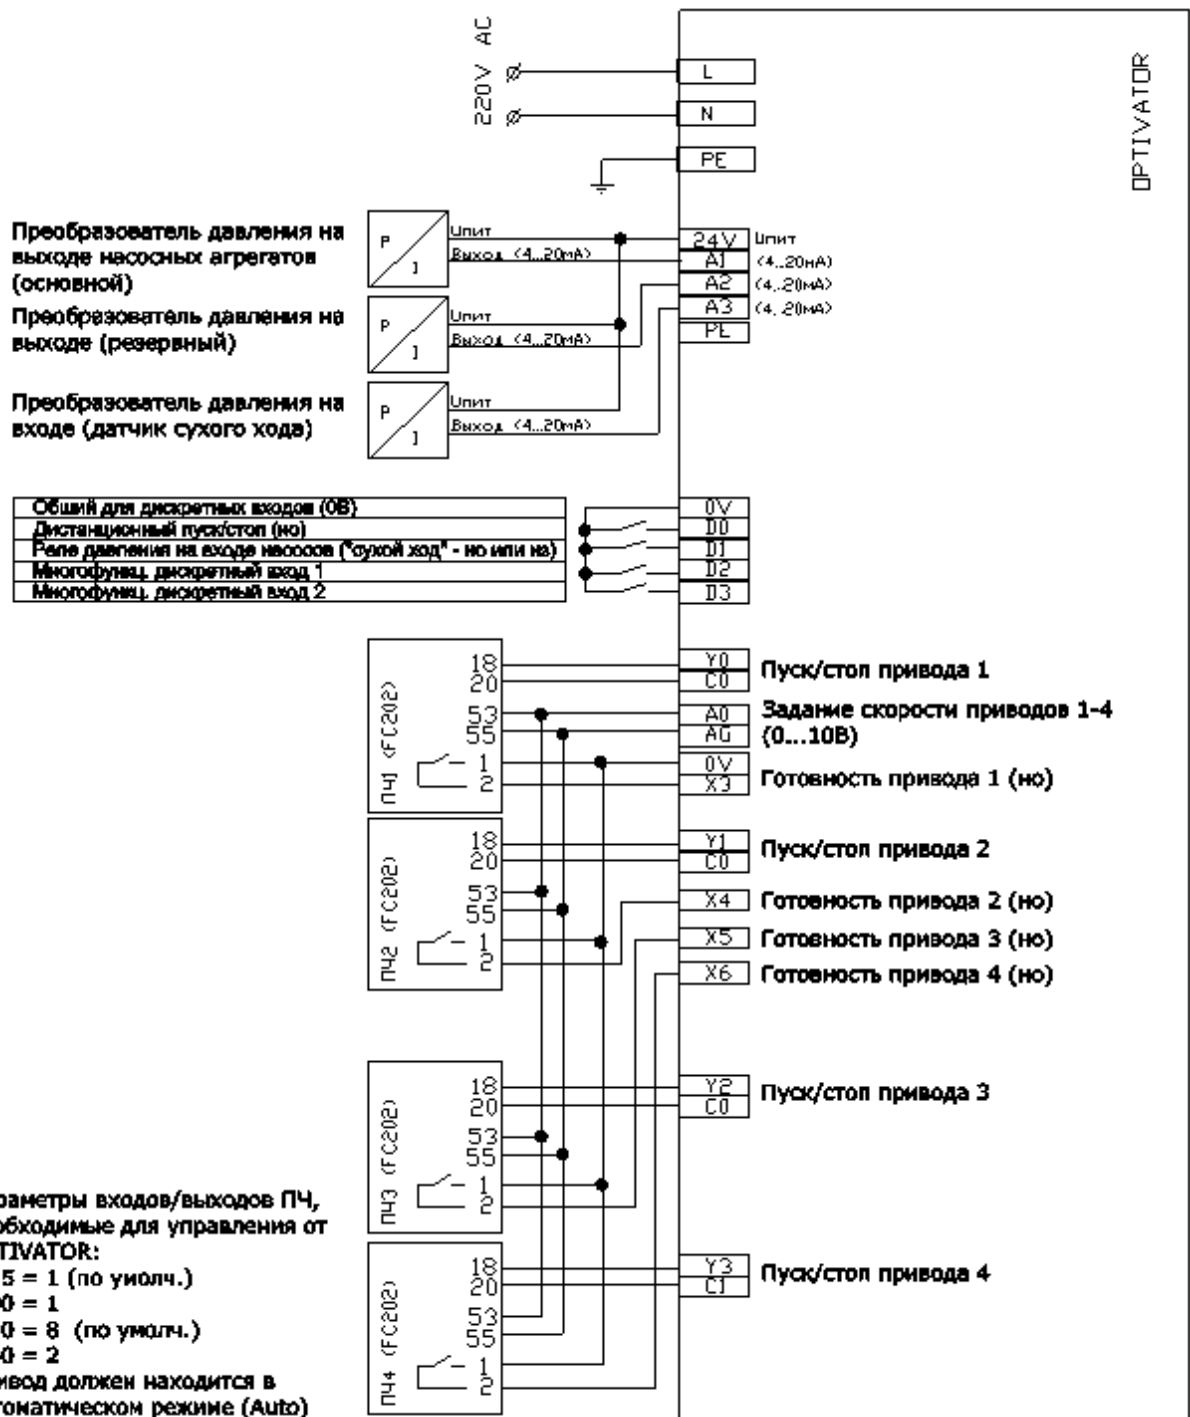 220V AC
L
N
PE
OPTIVATOR
Преобразователь давления на
выходе насосных агрегатов
(основной)
P
I
Uпит
Выход (4...20мА)
24V
Uпит
A1
(4...20мА)
A2
(4...20мА)
A3
(4...20мА)
PE
Преобразователь давления на
выходе (резервный)
P
I
Uпит
Выход (4...20мА)
Преобразователь давления на
входе (датчик сухого хода)
P
I
Uпит
Выход (4...20мА)
Общий для дискретных входов (0В)
0V
Дистанционный пуск/стоп (но)
D0
Реле давления на входе насосов ("сухой ход" - но или нз)
D1
Многофункц. дискретный вход 1
D2
Многофункц. дискретный вход 2
D3
ПЧ1 (FC202)
18
20
53
55
1
2
Y0
C0
Пуск/стоп привода 1
A0
AG
Задание скорости приводов 1-4
(0...10В)
0V
X3
Готовность привода 1 (но)
ПЧ2 (FC202)
18
20
53
55
1
2
Y1
C0
Пуск/стоп привода 2
X4
Готовность привода 2 (но)
X5
Готовность привода 3 (но)
X6
Готовность привода 4 (но)
ПЧ3 (FC202)
18
20
53
55
1
2
Y2
C0
Пуск/стоп привода 3
ПЧ4 (FC202)
18
20
53
55
1
2
Y3
C1
Пуск/стоп привода 4
раметры входов/выходов ПЧ,
обходимые для управления от
TIVATOR:
5 = 1 (по умолч.)
0 = 1
0 = 8 (по умолч.)
0 = 2
ивод должен находится в
томатическом режиме (Auto)